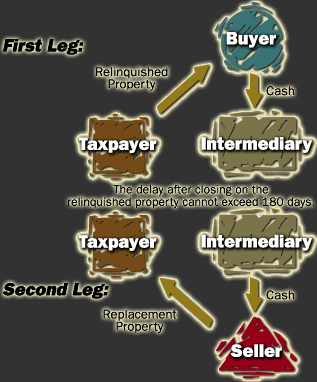 First Leg:
Buyer
Relinquished
Property
Cash
Taxpayer
Intermediary
The delay after closing on the
relinquished property cannot exceed 180 days.
Taxpayer
Intermediary
Second Leg:
Cash
Replacement
Property
Seller